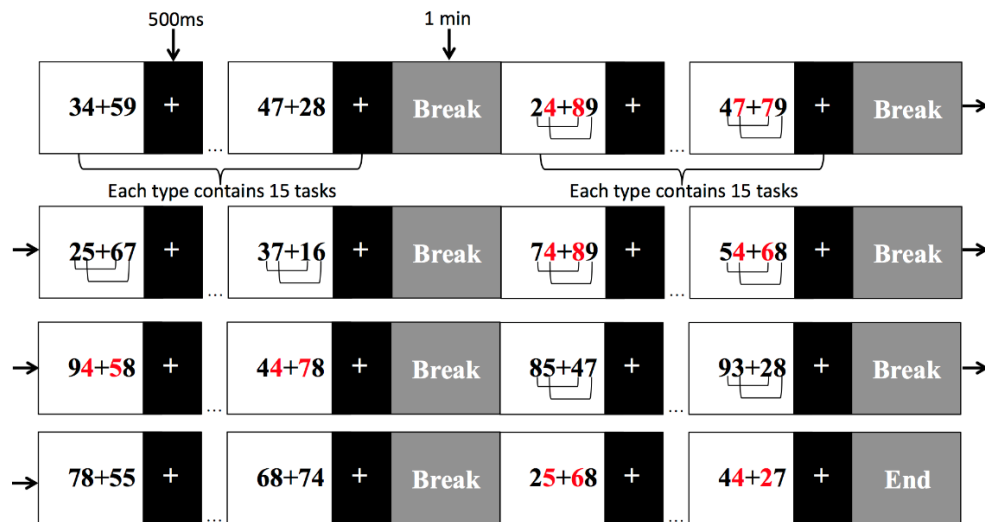 500ms 1 min
34+59 + ... 47+28 + Break 24+89 + ... 47+79 + Break
Each type contains 15 tasks Each type contains 15 tasks
25+67 + ... 37+16 + Break 74+89 + ... 54+68 + Break
94+58 + ... 44+78 + Break 85+47 + ... 93+28 + Break
78+55 + ... 68+74 + Break 25+68 + ... 44+27 + End